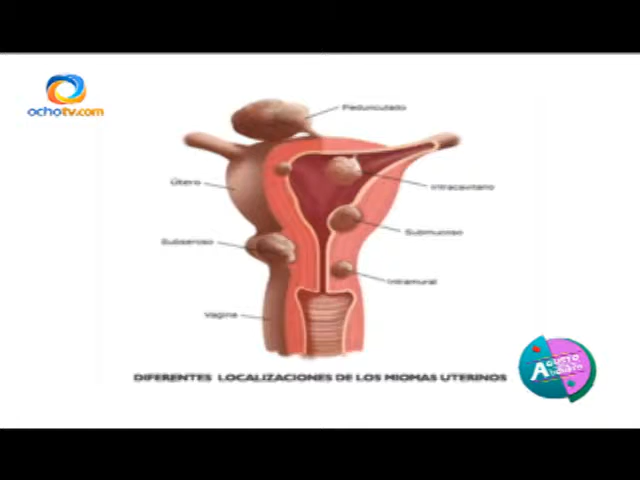 ochotv.com
Pedunculado
Útero
Intracavitario
Submucoso
Subseroso
Intramural
Vagina
DIFERENTES LOCALIZACIONES DE LOS MIOMAS UTERINOS